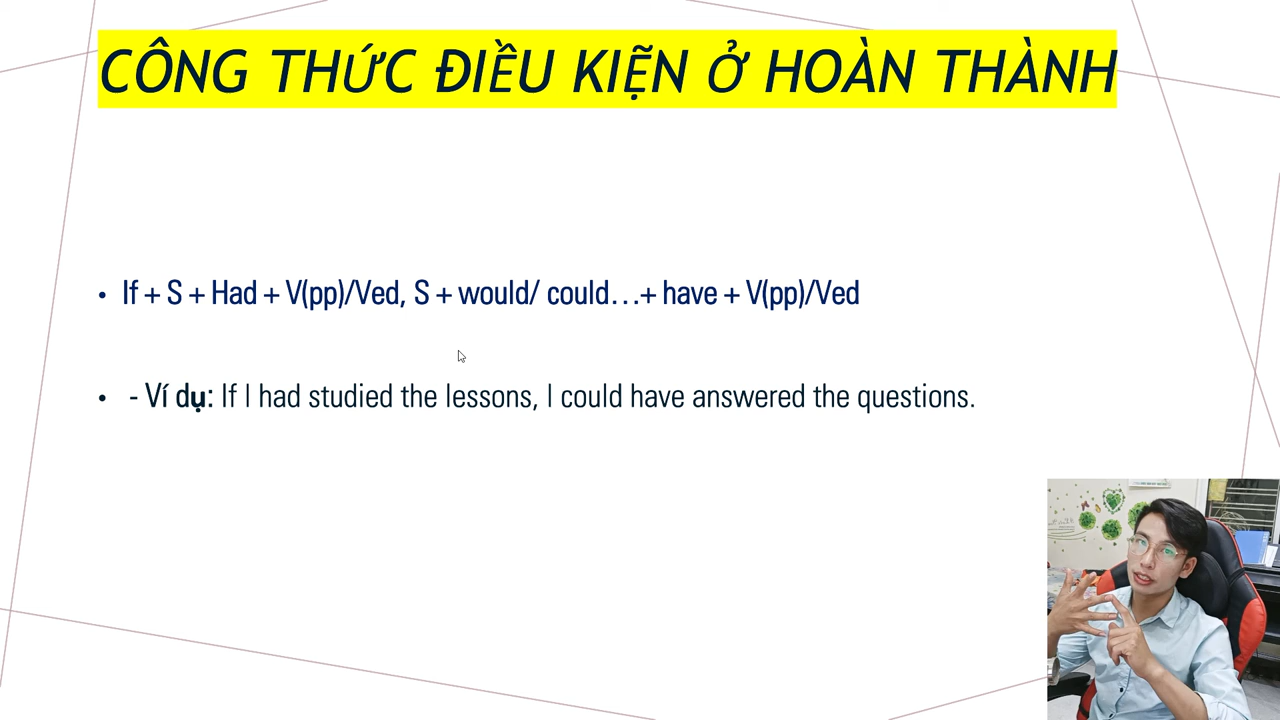 CÔNG THỨC ĐIỀU KIỆN Ở HOÀN THÀNH
• If + S + Had + V(pp)/Ved, S + would/ could…+ have + V(pp)/Ved
• - Ví dụ: If I had studied the lessons, I could have answered the questions.